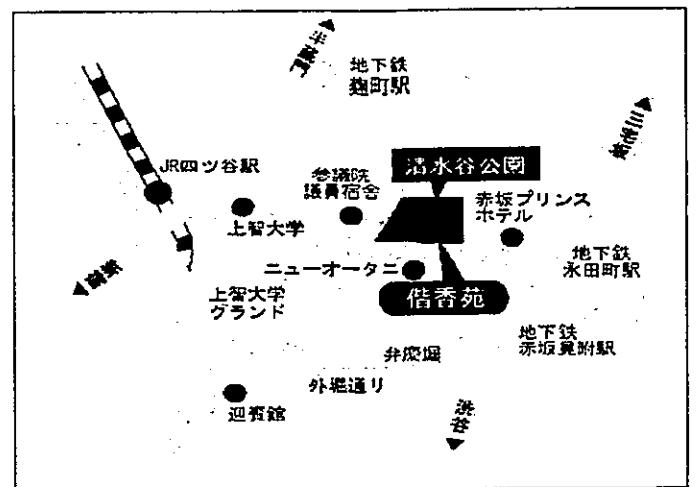 半蔵門
地下鉄
麹町駅
三宅坂
JR四ツ谷駅
参議院
議員宿舎
清水谷公園
赤坂プリンス
ホテル
上智大学
地下鉄
永田町駅
ニューオータニ
偕香苑
上智大学
グランド
地下鉄
赤坂見附駅
弁慶堀
外堀通り
迎賓館
渋谷